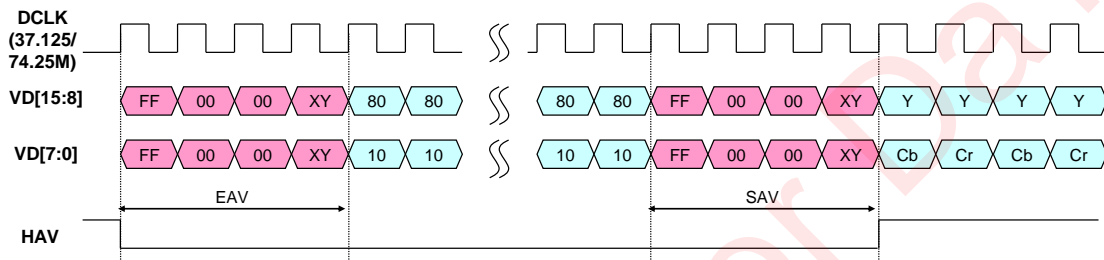 DCLK
(37.125/
74.25M)
VD[15:8] FF 00 00 XY 80 80 80 80 FF 00 00 XY Y Y Y Y
VD[7:0] FF 00 00 XY 10 10 10 10 FF 00 00 XY Cb Cr Cb Cr
EAV SAV
HAV